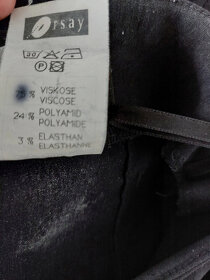 Orsay
30
P
% VISKOSE
VISCOSE
24 % POLYAMID
POLYAMIDE
3 % ELASTHAN
ELASTHANNE